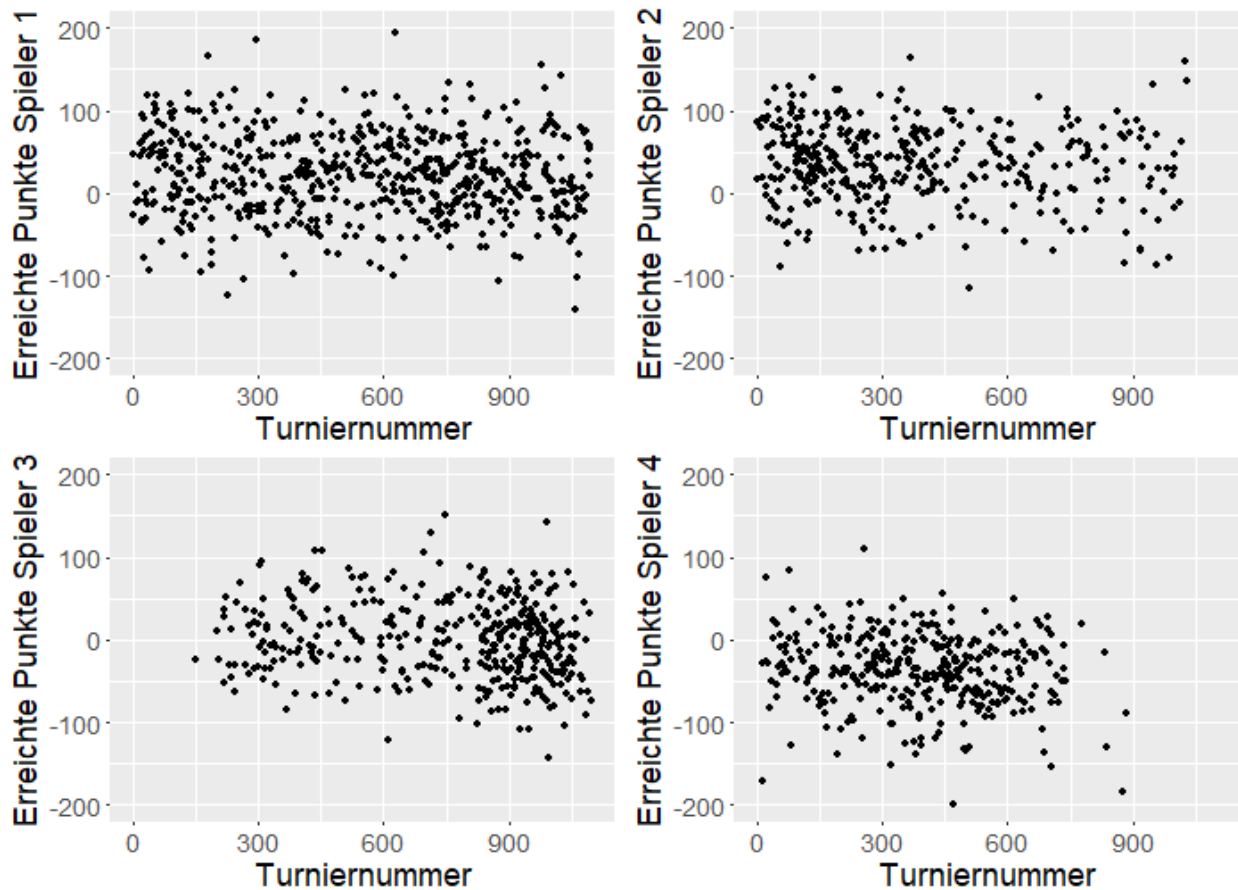 Erreichte Punkte Spieler 1
200
100
0
-100
-200
0 300 600 900
Turniernummer
Erreichte Punkte Spieler 2
200
100
0
-100
-200
0 300 600 900
Turniernummer
Erreichte Punkte Spieler 3
200
100
0
-100
-200
0 300 600 900
Turniernummer
Erreichte Punkte Spieler 4
200
100
0
-100
-200
0 300 600 900
Turniernummer